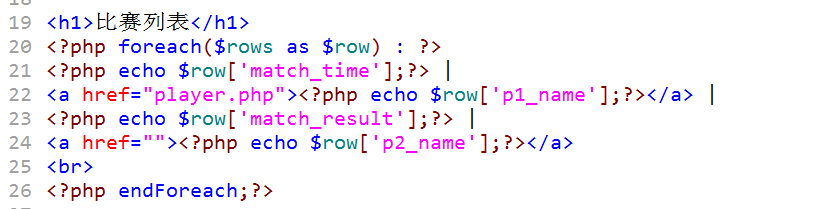 19 <h1>比赛列表</h1>
20 <?php foreach($rows as $row) : ?>
21 <?php echo $row['match_time'];?> |
22 <a href="player.php"><?php echo $row['p1_name'];?></a> |
23 <?php echo $row['match_result'];?> |
24 <a href=""><?php echo $row['p2_name'];?></a>
25 <br>
26 <?php endForeach;?>